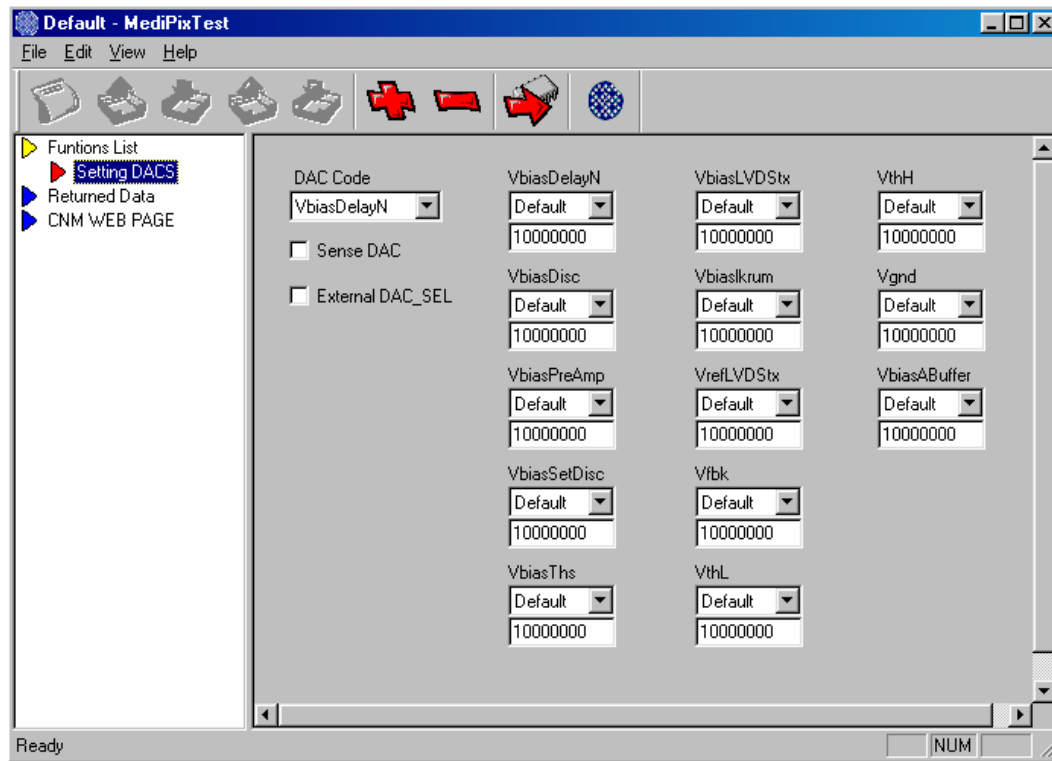 Default - MediPixTest
File Edit View Help
Funtions List
Setting DACS
Returned Data
CNM WEB PAGE
DAC Code
VbiasDelayN
Sense DAC
External DAC_SEL
VbiasDelayN
Default
10000000
VbiasDisc
Default
10000000
VbiasPreAmp
Default
10000000
VbiasSetDisc
Default
10000000
VbiasThs
Default
10000000
VbiasLVDStx
Default
10000000
VbiasIkrum
Default
10000000
VrefLVDStx
Default
10000000
Vfbk
Default
10000000
VthL
Default
10000000
VthH
Default
10000000
Vgnd
Default
10000000
VbiasABuffer
Default
10000000
Ready
NUM